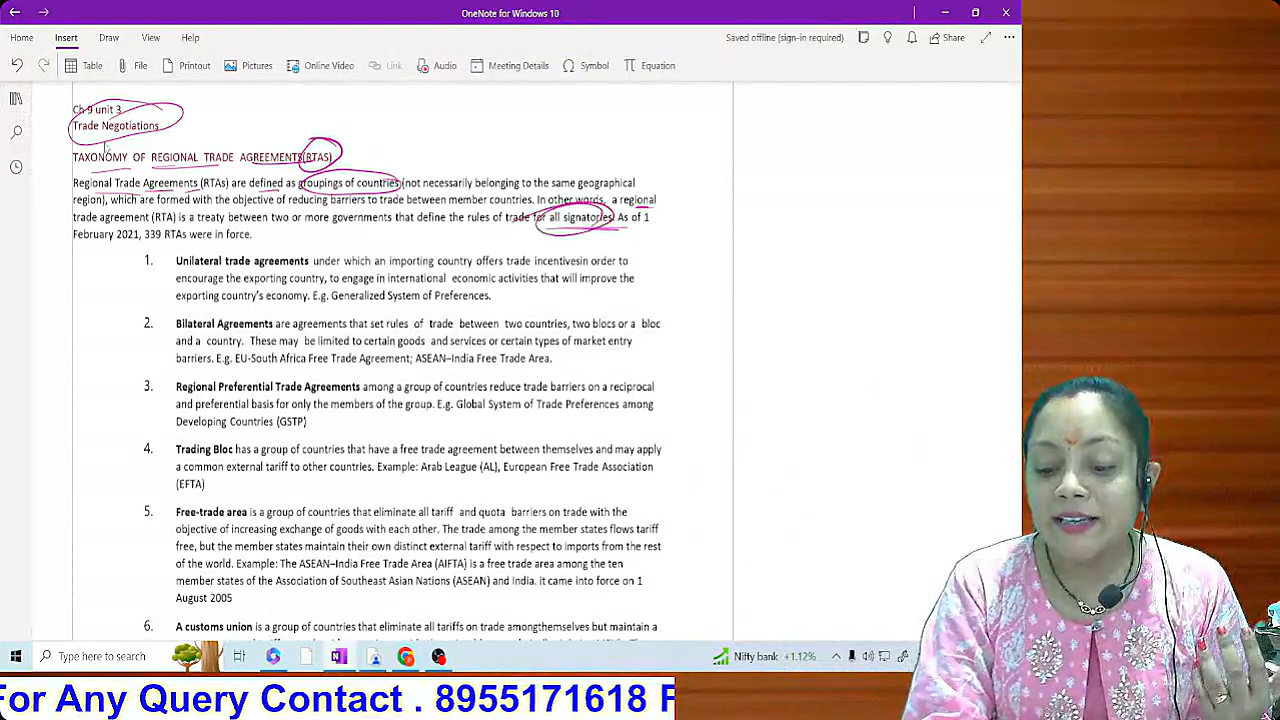 OneNote for Windows 10
Home Insert Draw View Help Saved offline (sign-in required) Share
Table File Printout Pictures Online Video Link Audio Meeting Details Symbol Equation
Ch 9 unit 3
Trade Negotiations
TAXONOMY OF REGIONAL TRADE AGREEMENTS(RTAS)
Regional Trade Agreements (RTAs) are defined as groupings of countries (not necessarily belonging to the same geographical
region), which are formed with the objective of reducing barriers to trade between member countries. In other words, a regional
trade agreement (RTA) is a treaty between two or more governments that define the rules of trade for all signatories. As of 1
February 2021, 339 RTAs were in force.
1. Unilateral trade agreements under which an importing country offers trade incentivesin order to
encourage the exporting country, to engage in international economic activities that will improve the
exporting country's economy. E.g. Generalized System of Preferences.
2. Bilateral Agreements are agreements that set rules of trade between two countries, two blocs or a bloc
and a country. These may be limited to certain goods and services or certain types of market entry
barriers. E.g. EU-South Africa Free Trade Agreement; ASEAN–India Free Trade Area.
3. Regional Preferential Trade Agreements among a group of countries reduce trade barriers on a reciprocal
and preferential basis for only the members of the group. E.g. Global System of Trade Preferences among
Developing Countries (GSTP)
4. Trading Bloc has a group of countries that have a free trade agreement between themselves and may apply
a common external tariff to other countries. Example: Arab League (AL), European Free Trade Association
(EFTA)
5. Free-trade area is a group of countries that eliminate all tariff and quota barriers on trade with the
objective of increasing exchange of goods with each other. The trade among the member states flows tariff
free, but the member states maintain their own distinct external tariff with respect to imports from the rest
of the world. Example: The ASEAN–India Free Trade Area (AIFTA) is a free trade area among the ten
member states of the Association of Southeast Asian Nations (ASEAN) and India. it came into force on 1
August 2005
6. A customs union is a group of countries that eliminate all tariffs on trade amongthemselves but maintain a
Type here to search Nifty bank +1.12%
For Any Query Contact . 8955171618 F